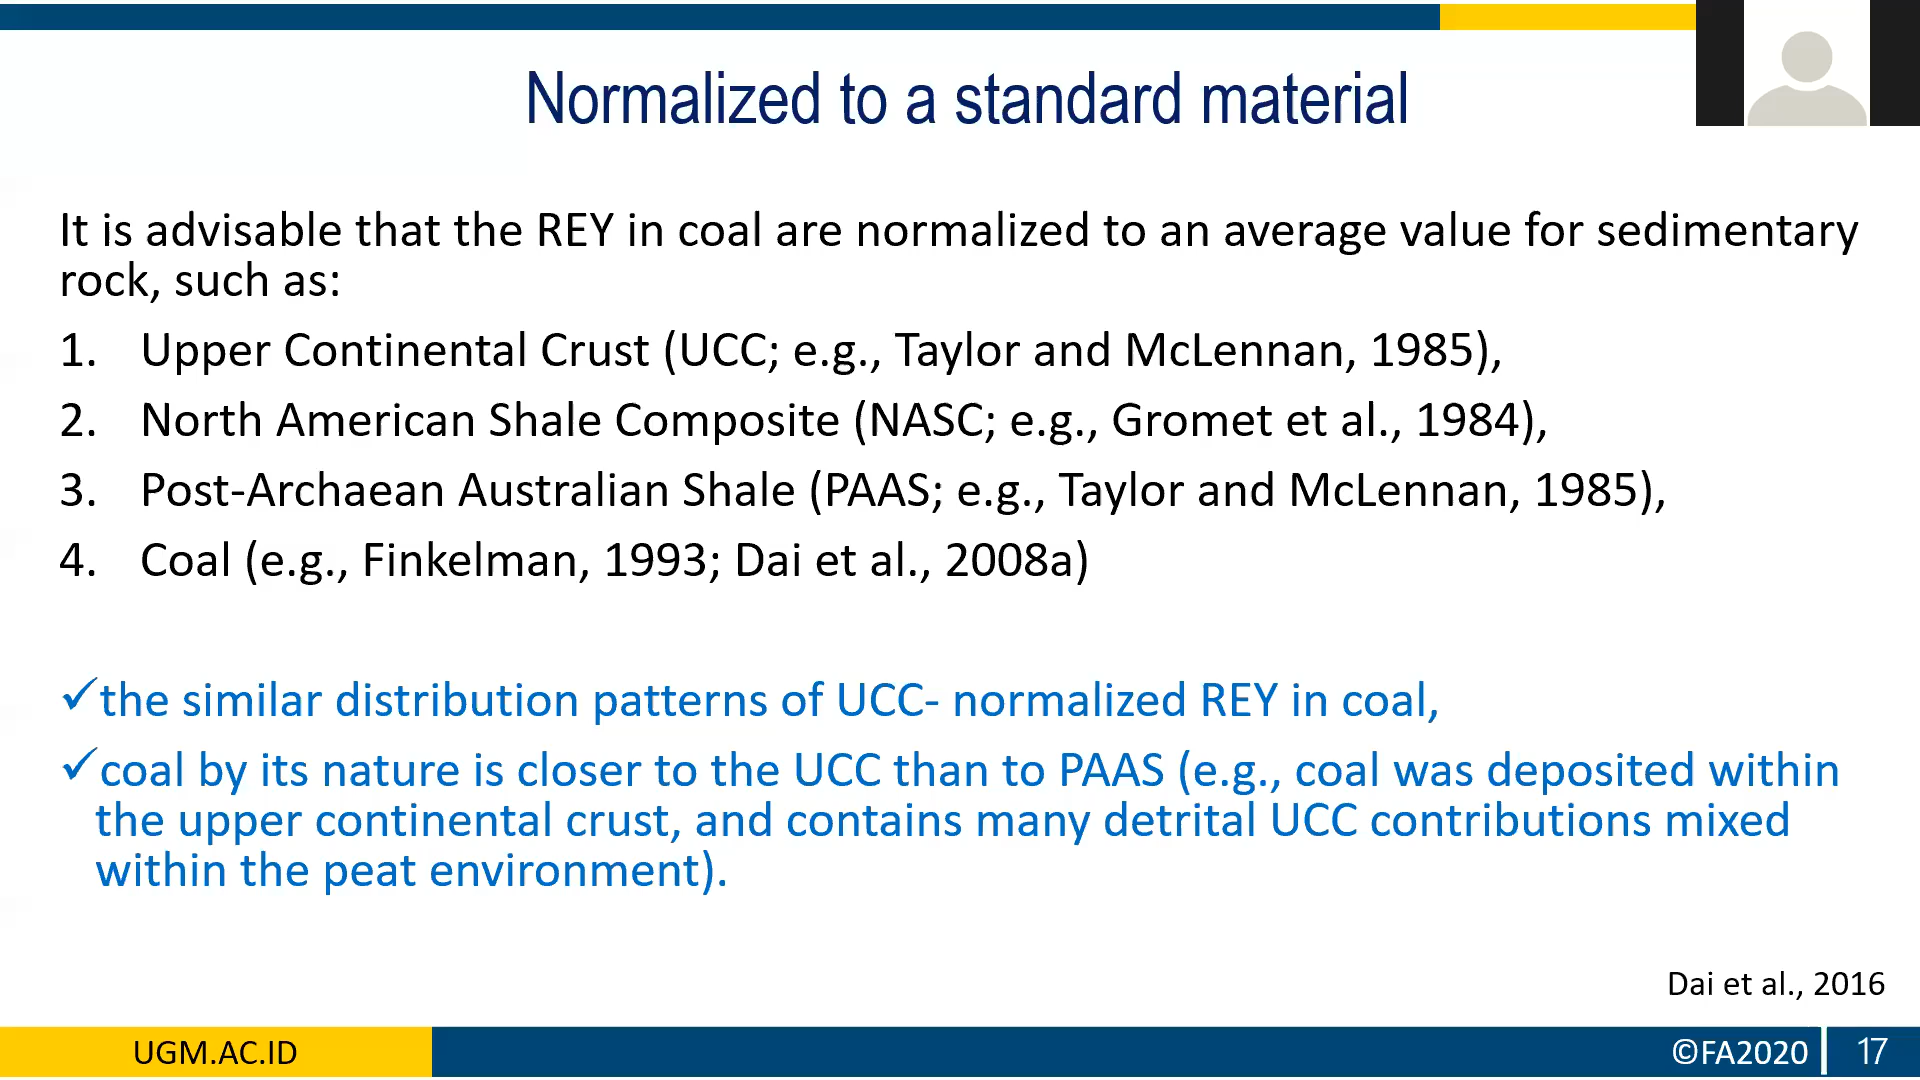 Normalized to a standard material
It is advisable that the REY in coal are normalized to an average value for sedimentary
rock, such as:
1. Upper Continental Crust (UCC; e.g., Taylor and McLennan, 1985),
2. North American Shale Composite (NASC; e.g., Gromet et al., 1984),
3. Post-Archaean Australian Shale (PAAS; e.g., Taylor and McLennan, 1985),
4. Coal (e.g., Finkelman, 1993; Dai et al., 2008a)
✓the similar distribution patterns of UCC- normalized REY in coal,
✓coal by its nature is closer to the UCC than to PAAS (e.g., coal was deposited within
the upper continental crust, and contains many detrital UCC contributions mixed
within the peat environment).
Dai et al., 2016
UGM.AC.ID
©FA2020
17